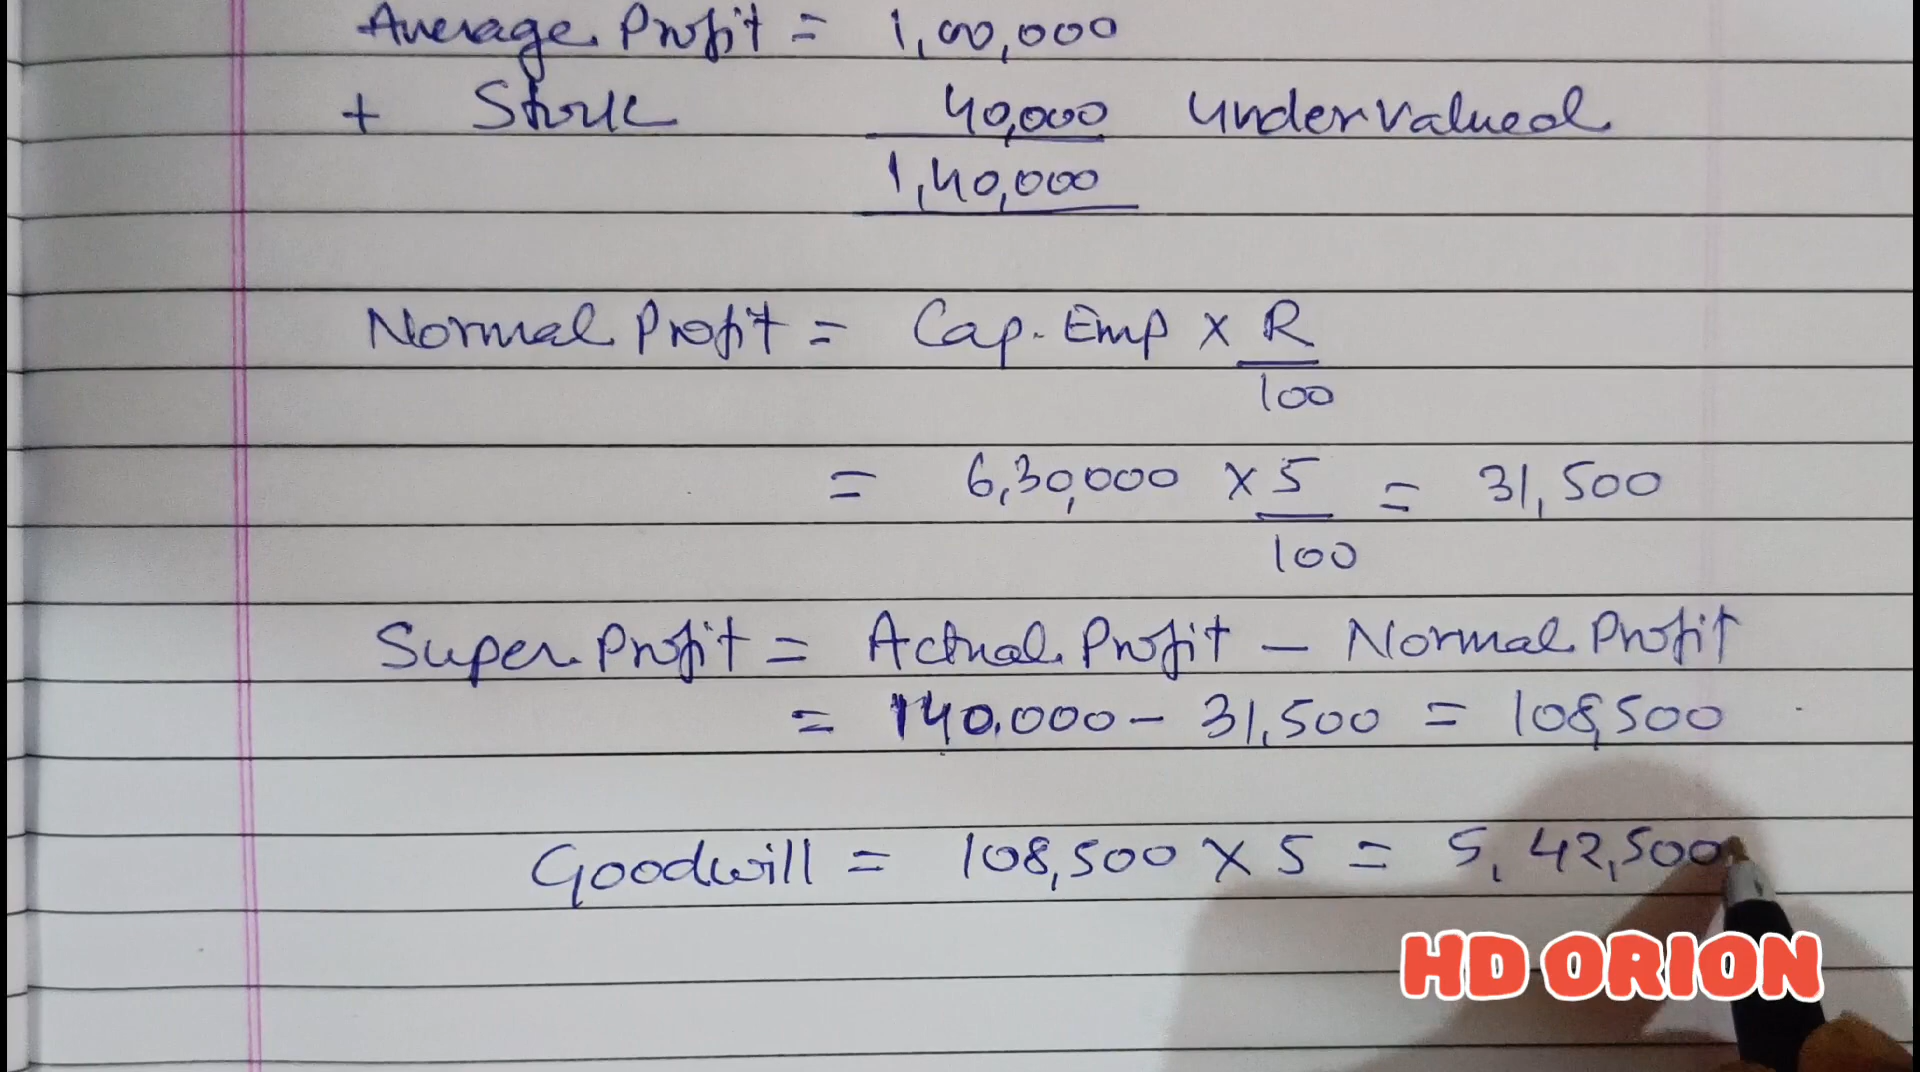 Average Profit = 1,00,000
+ Stock 40,000 undervalued
1,40,000
Normal Profit = Cap. Emp x R
100
= 6,30,000 x 5 = 31,500
100
Super Profit = Actual Profit - Normal Profit
= 140.000 - 31,500 = 108,500
Goodwill = 108,500 x 5 = 5,42,500
HD ORION